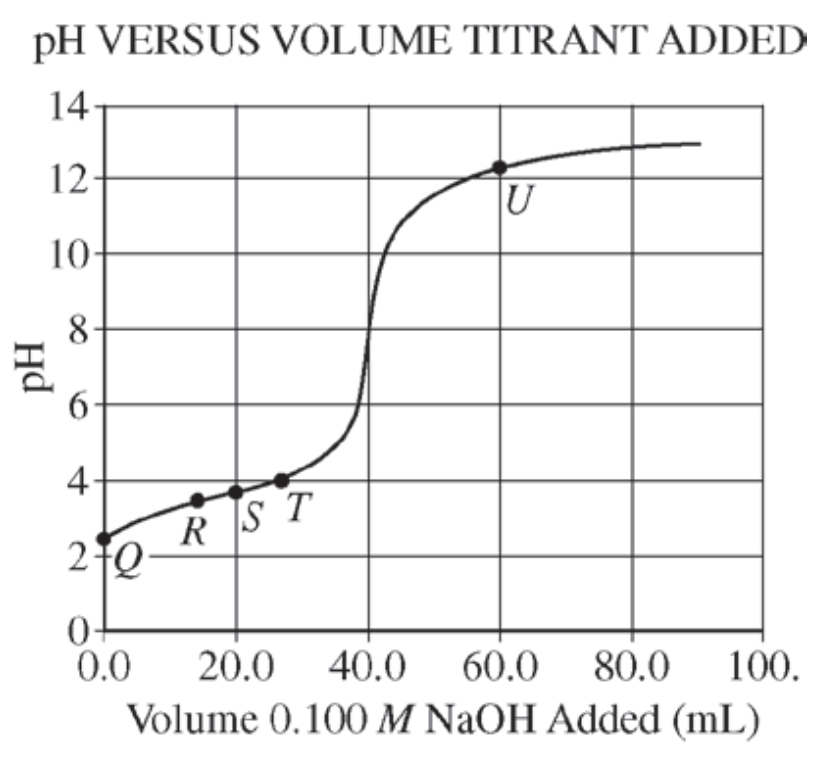 pH VERSUS VOLUME TITRANT ADDED
14
12
10
8
6
4
2
0
pH
Q
R
S
T
U
0.0 20.0 40.0 60.0 80.0 100.
Volume 0.100 M NaOH Added (mL)